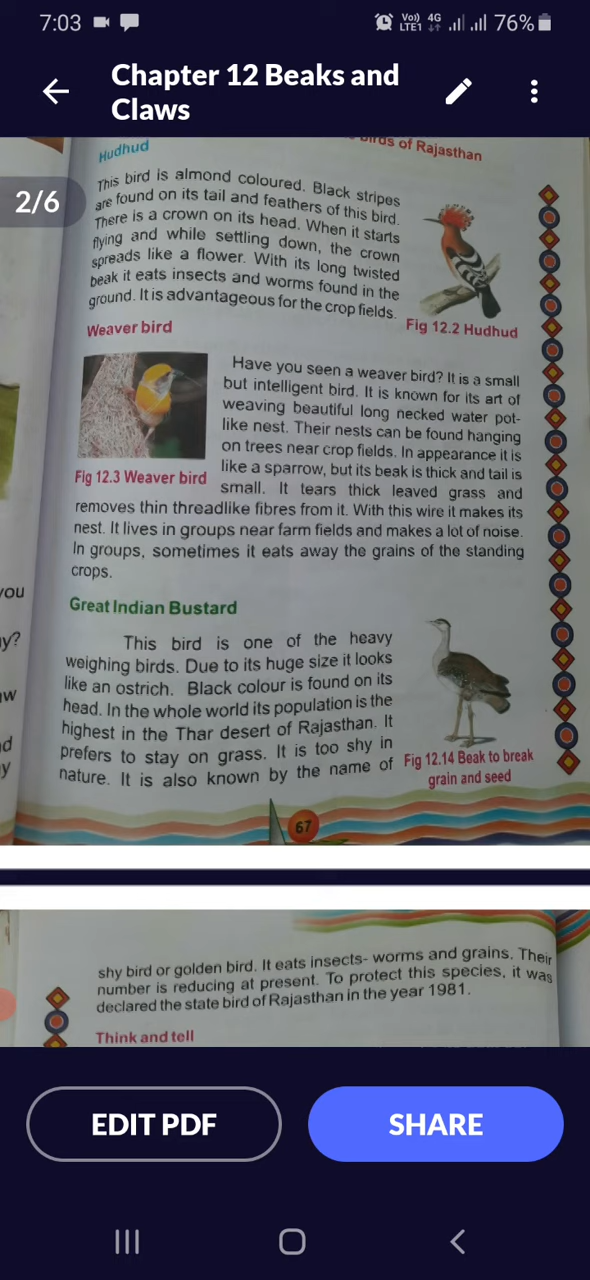 7:03
Vo))
LTE1
4G
76%
Chapter 12 Beaks and
Claws
2/6
Hudhud
birds of Rajasthan
This bird is almond coloured. Black stripes
are found on its tail and feathers of this bird.
There is a crown on its head. When it starts
flying and while settling down, the crown
spreads like a flower. With its long twisted
beak it eats insects and worms found in the
ground. It is advantageous for the crop fields.
Fig 12.2 Hudhud
Weaver bird
Have you seen a weaver bird? It is a small
but intelligent bird. It is known for its art of
weaving beautiful long necked water pot-
like nest. Their nests can be found hanging
on trees near crop fields. In appearance it is
like a sparrow, but its beak is thick and tail is
Fig 12.3 Weaver bird
small. It tears thick leaved grass and
removes thin threadlike fibres from it. With this wire it makes its
nest. It lives in groups near farm fields and makes a lot of noise.
In groups, sometimes it eats away the grains of the standing
crops.
you
y?
d
y
Great Indian Bustard
This bird is one of the heavy
weighing birds. Due to its huge size it looks
like an ostrich. Black colour is found on its
head. In the whole world its population is the
highest in the Thar desert of Rajasthan. It
prefers to stay on grass. It is too shy in
nature. It is also known by the name of
Fig 12.14 Beak to break
grain and seed
67
shy bird or golden bird. It eats insects- worms and grains. Their
number is reducing at present. To protect this species, it was
declared the state bird of Rajasthan in the year 1981.
Think and tell
EDIT PDF
SHARE